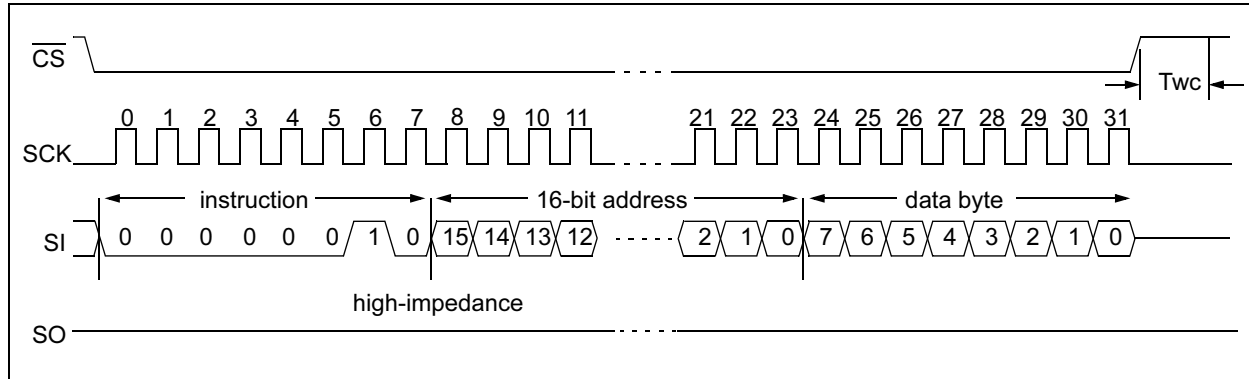 CS
Twc
0 1 2 3 4 5 6 7 8 9 10 11 21 22 23 24 25 26 27 28 29 30 31
SCK
instruction 16-bit address data byte
SI 0 0 0 0 0 0 1 0 15 14 13 12 2 1 0 7 6 5 4 3 2 1 0
high-impedance
SO